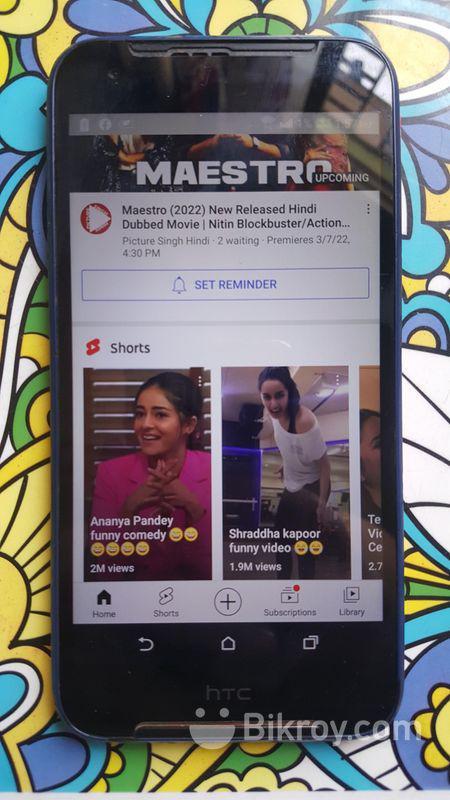 MAESTRO
UPCOMING
Maestro (2022) New Released Hindi
Dubbed Movie | Nitin Blockbuster/Action...
Picture Singh Hindi · 2 waiting · Premieres 3/7/22,
4:30 PM
SET REMINDER
Shorts
Ananya Pandey
funny comedy 😄😄
😄😄😄😄
2M views
Shraddha kapoor
funny video 😄😄
1.9M views
Te
Vic
Ce
2.7
Home
Shorts
Subscriptions
Library
hTC
Bikroy.com